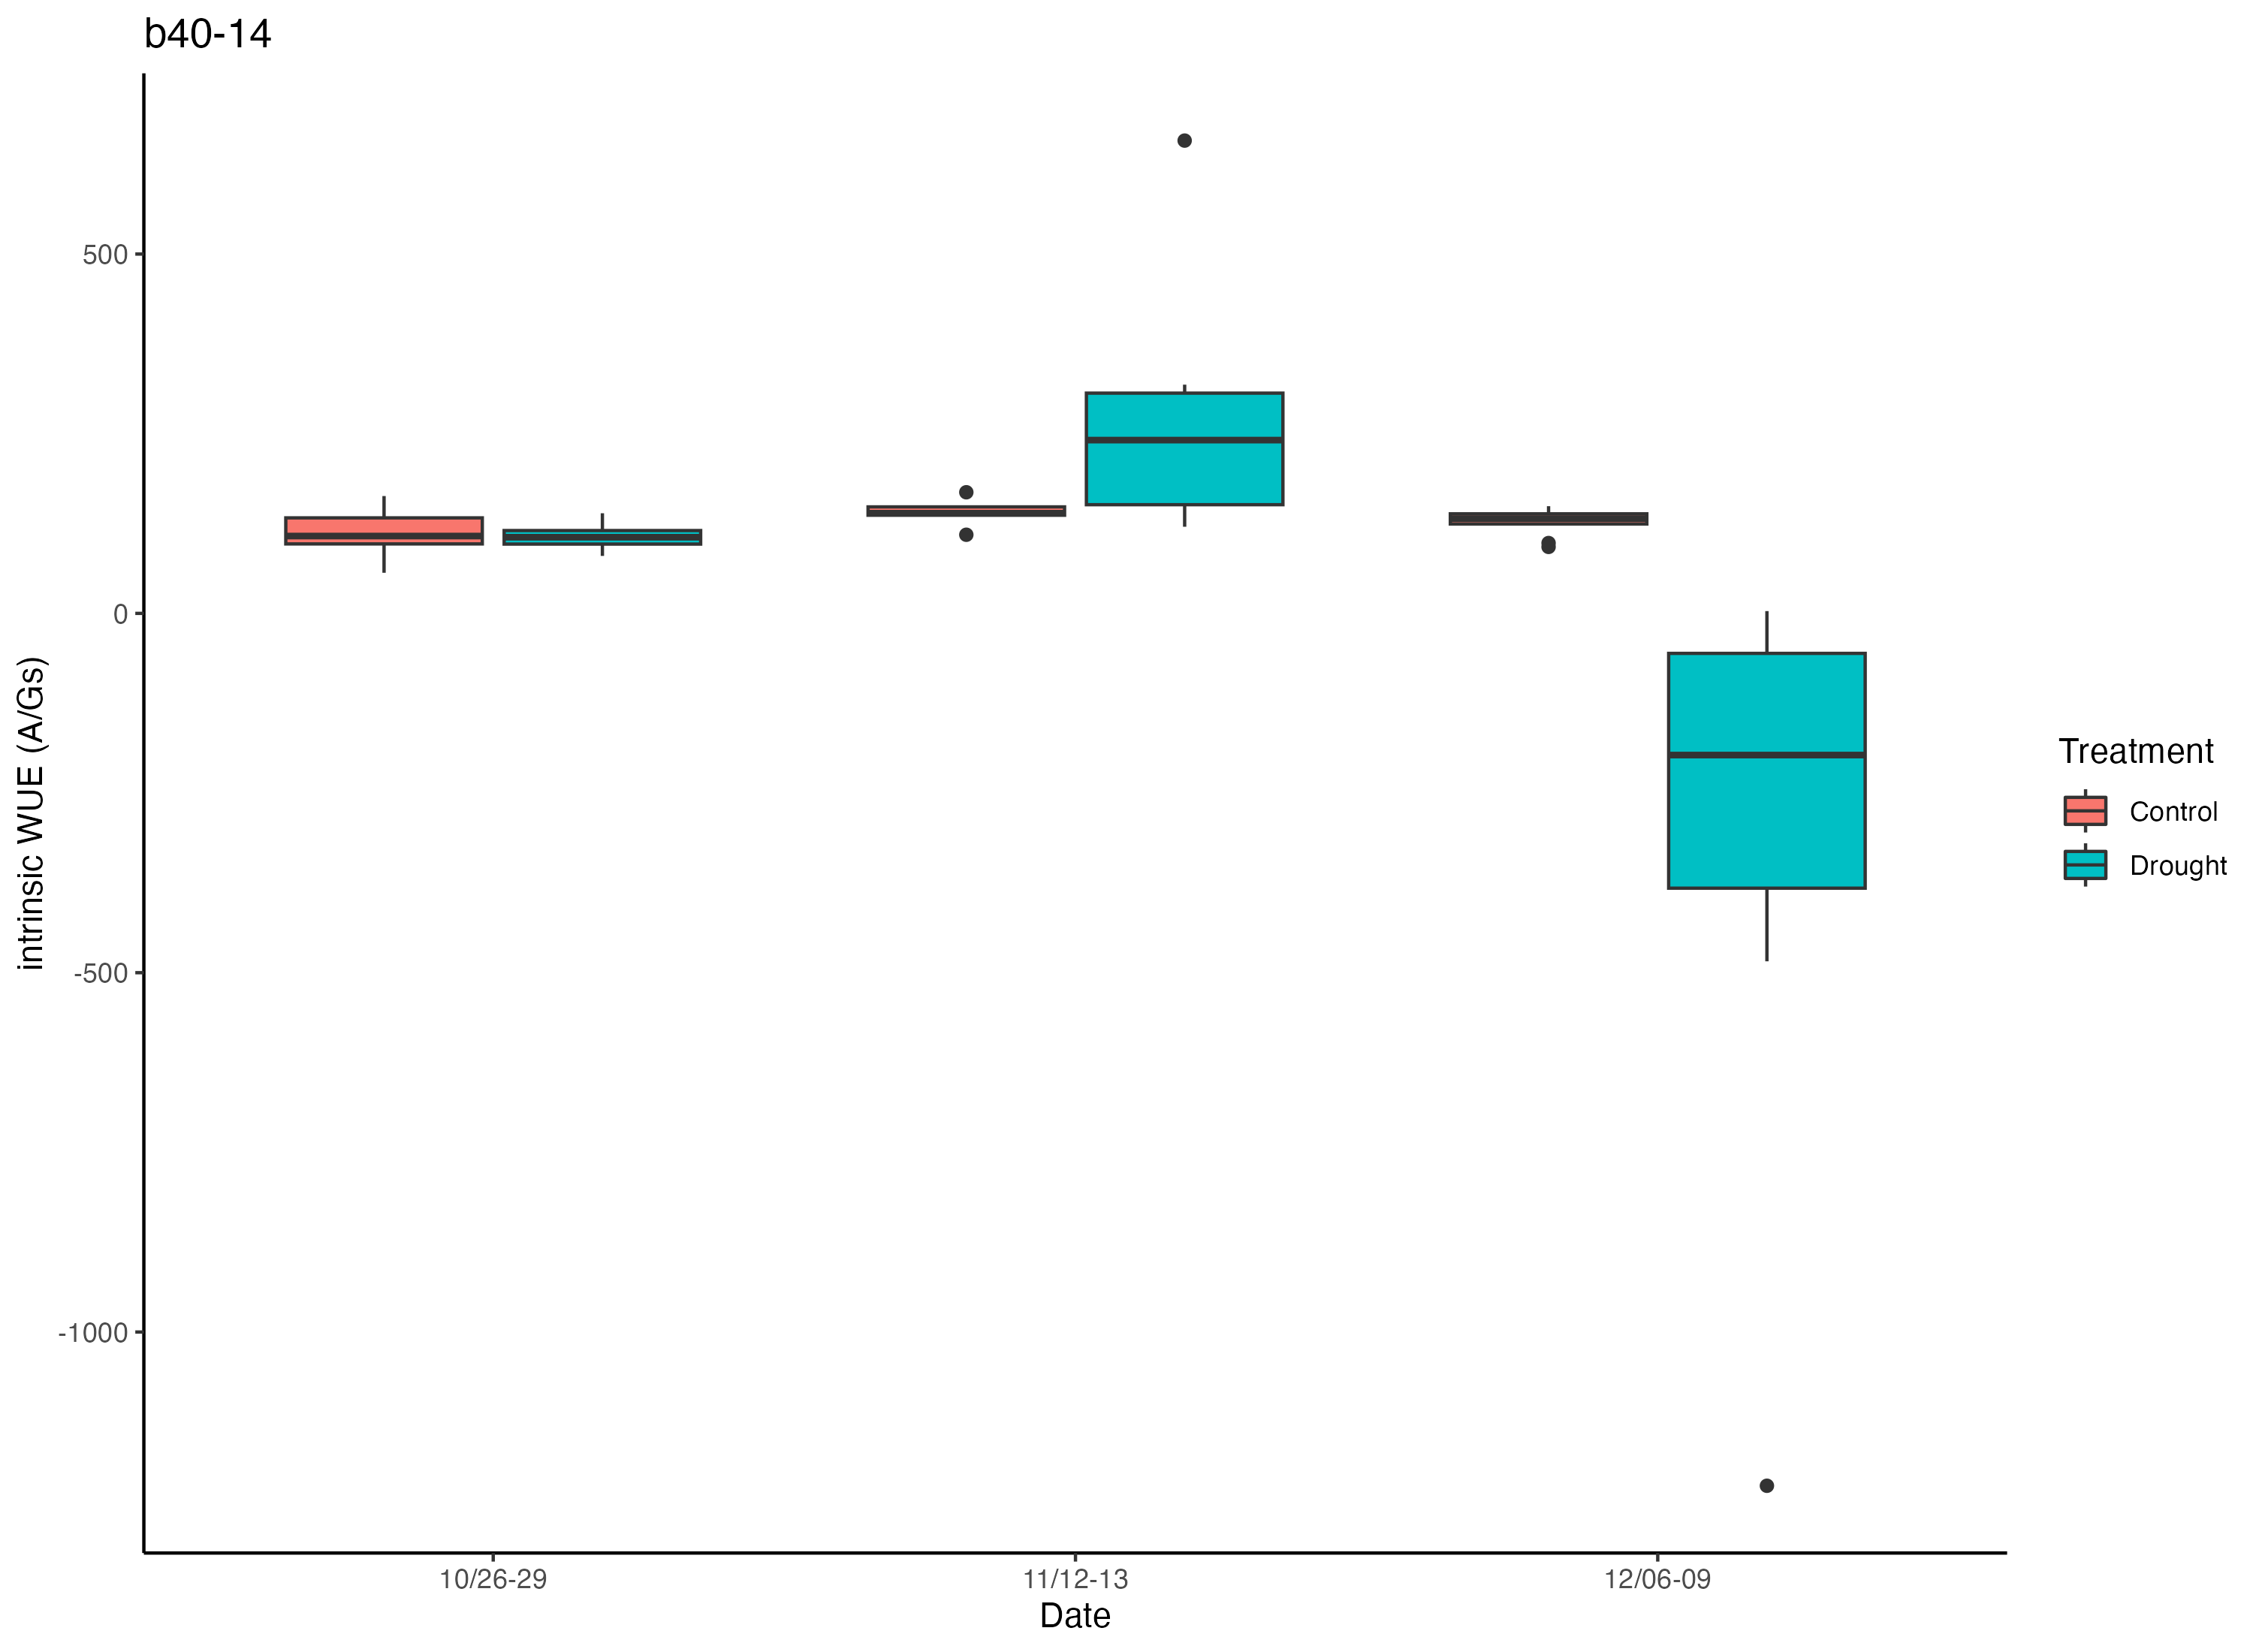 b40-14
intrinsic WUE (A/Gs)
500
0
-500
-1000
10/26-29
11/12-13
12/06-09
Date
Treatment
Control
Drought